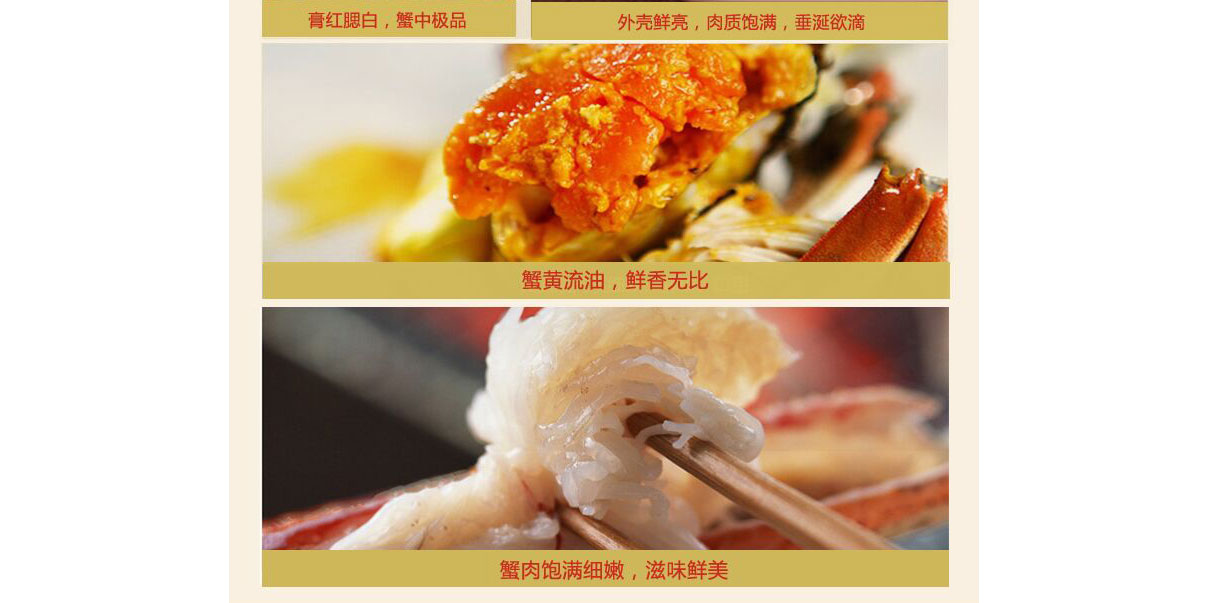 膏红腮白，蟹中极品
外壳鲜亮，肉质饱满，垂涎欲滴
蟹黄流油，鲜香无比
蟹肉饱满细嫩，滋味鲜美